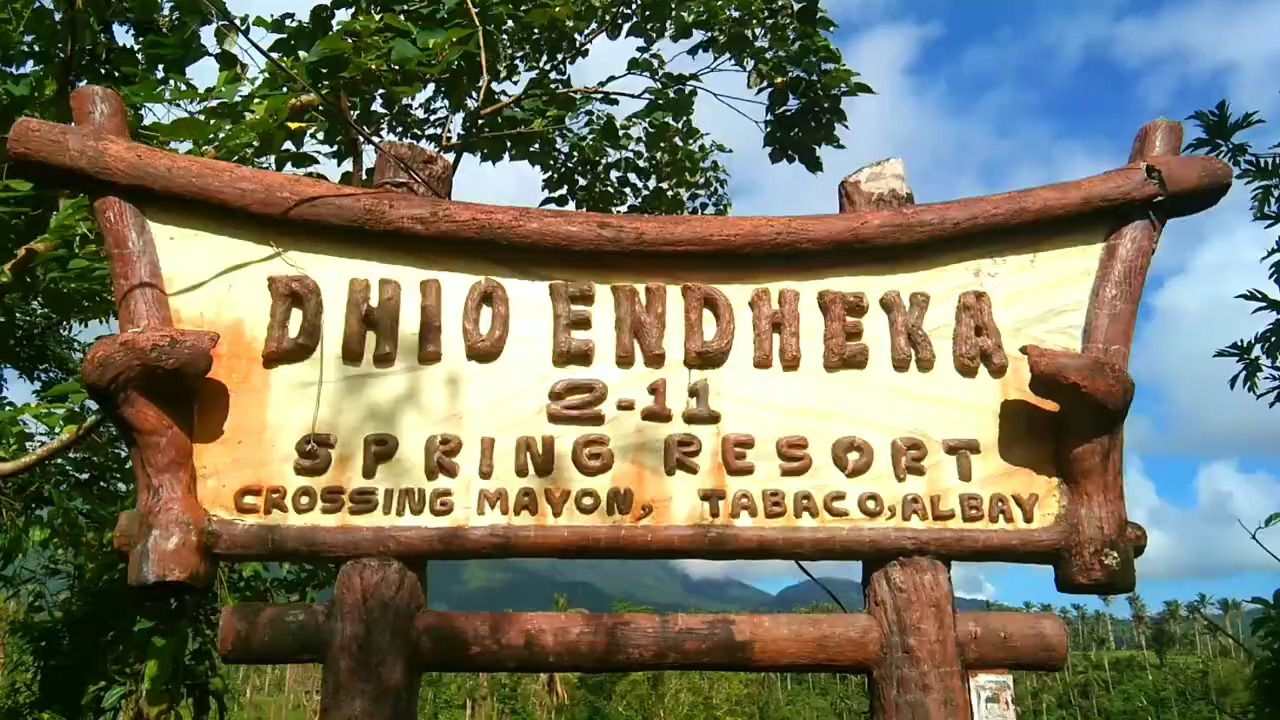 DHIO ENDHEKA
2-11
SPRING RESORT
CROSSING MAYON, TABACO, ALBAY